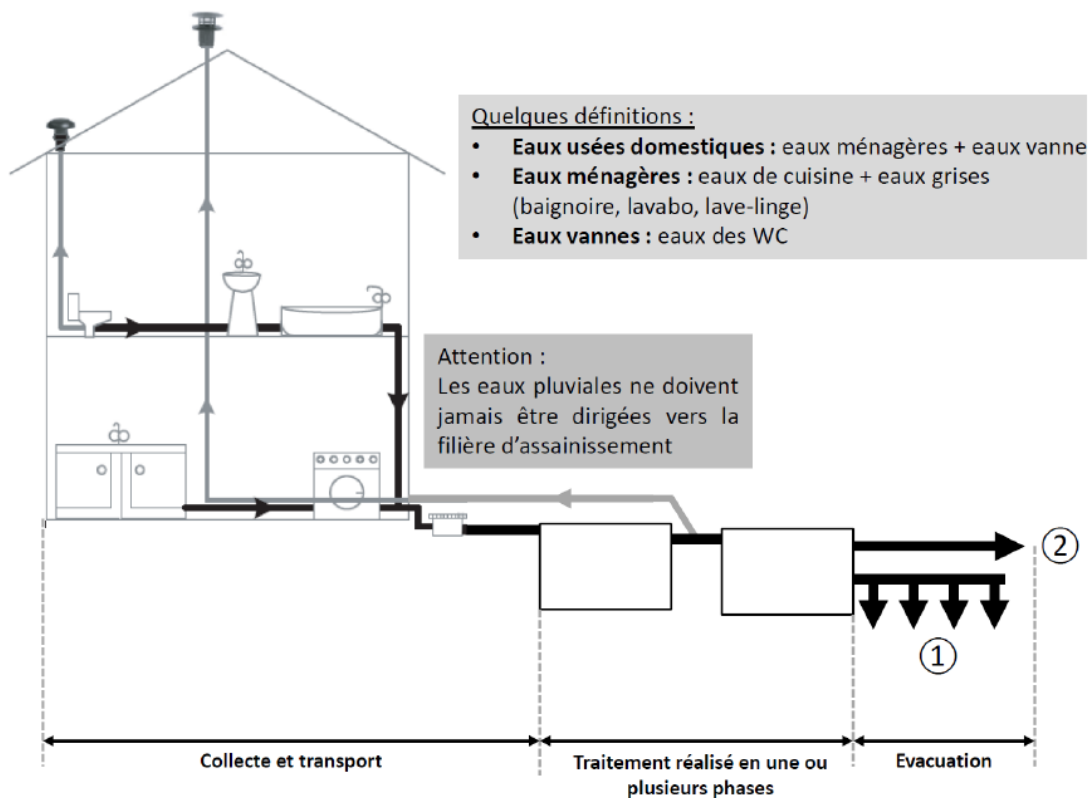 Quelques définitions :
• Eaux usées domestiques : eaux ménagères + eaux vanne
• Eaux ménagères : eaux de cuisine + eaux grises
(baignoire, lavabo, lave-linge)
• Eaux vannes : eaux des WC
Attention :
Les eaux pluviales ne doivent
jamais être dirigées vers la
filière d’assainissement
2
1
Collecte et transport
Traitement réalisé en une ou
plusieurs phases
Evacuation